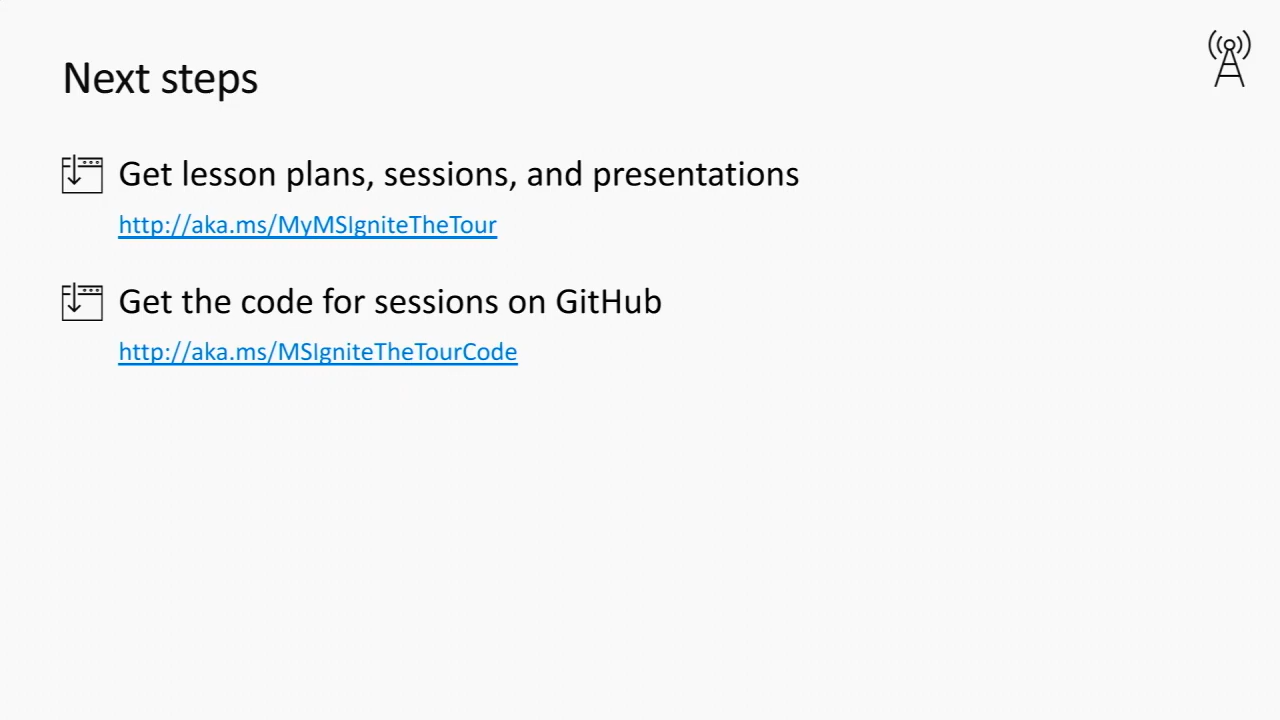 Next steps
Get lesson plans, sessions, and presentations
http://aka.ms/MyMSIgniteTheTour
Get the code for sessions on GitHub
http://aka.ms/MSIgniteTheTourCode